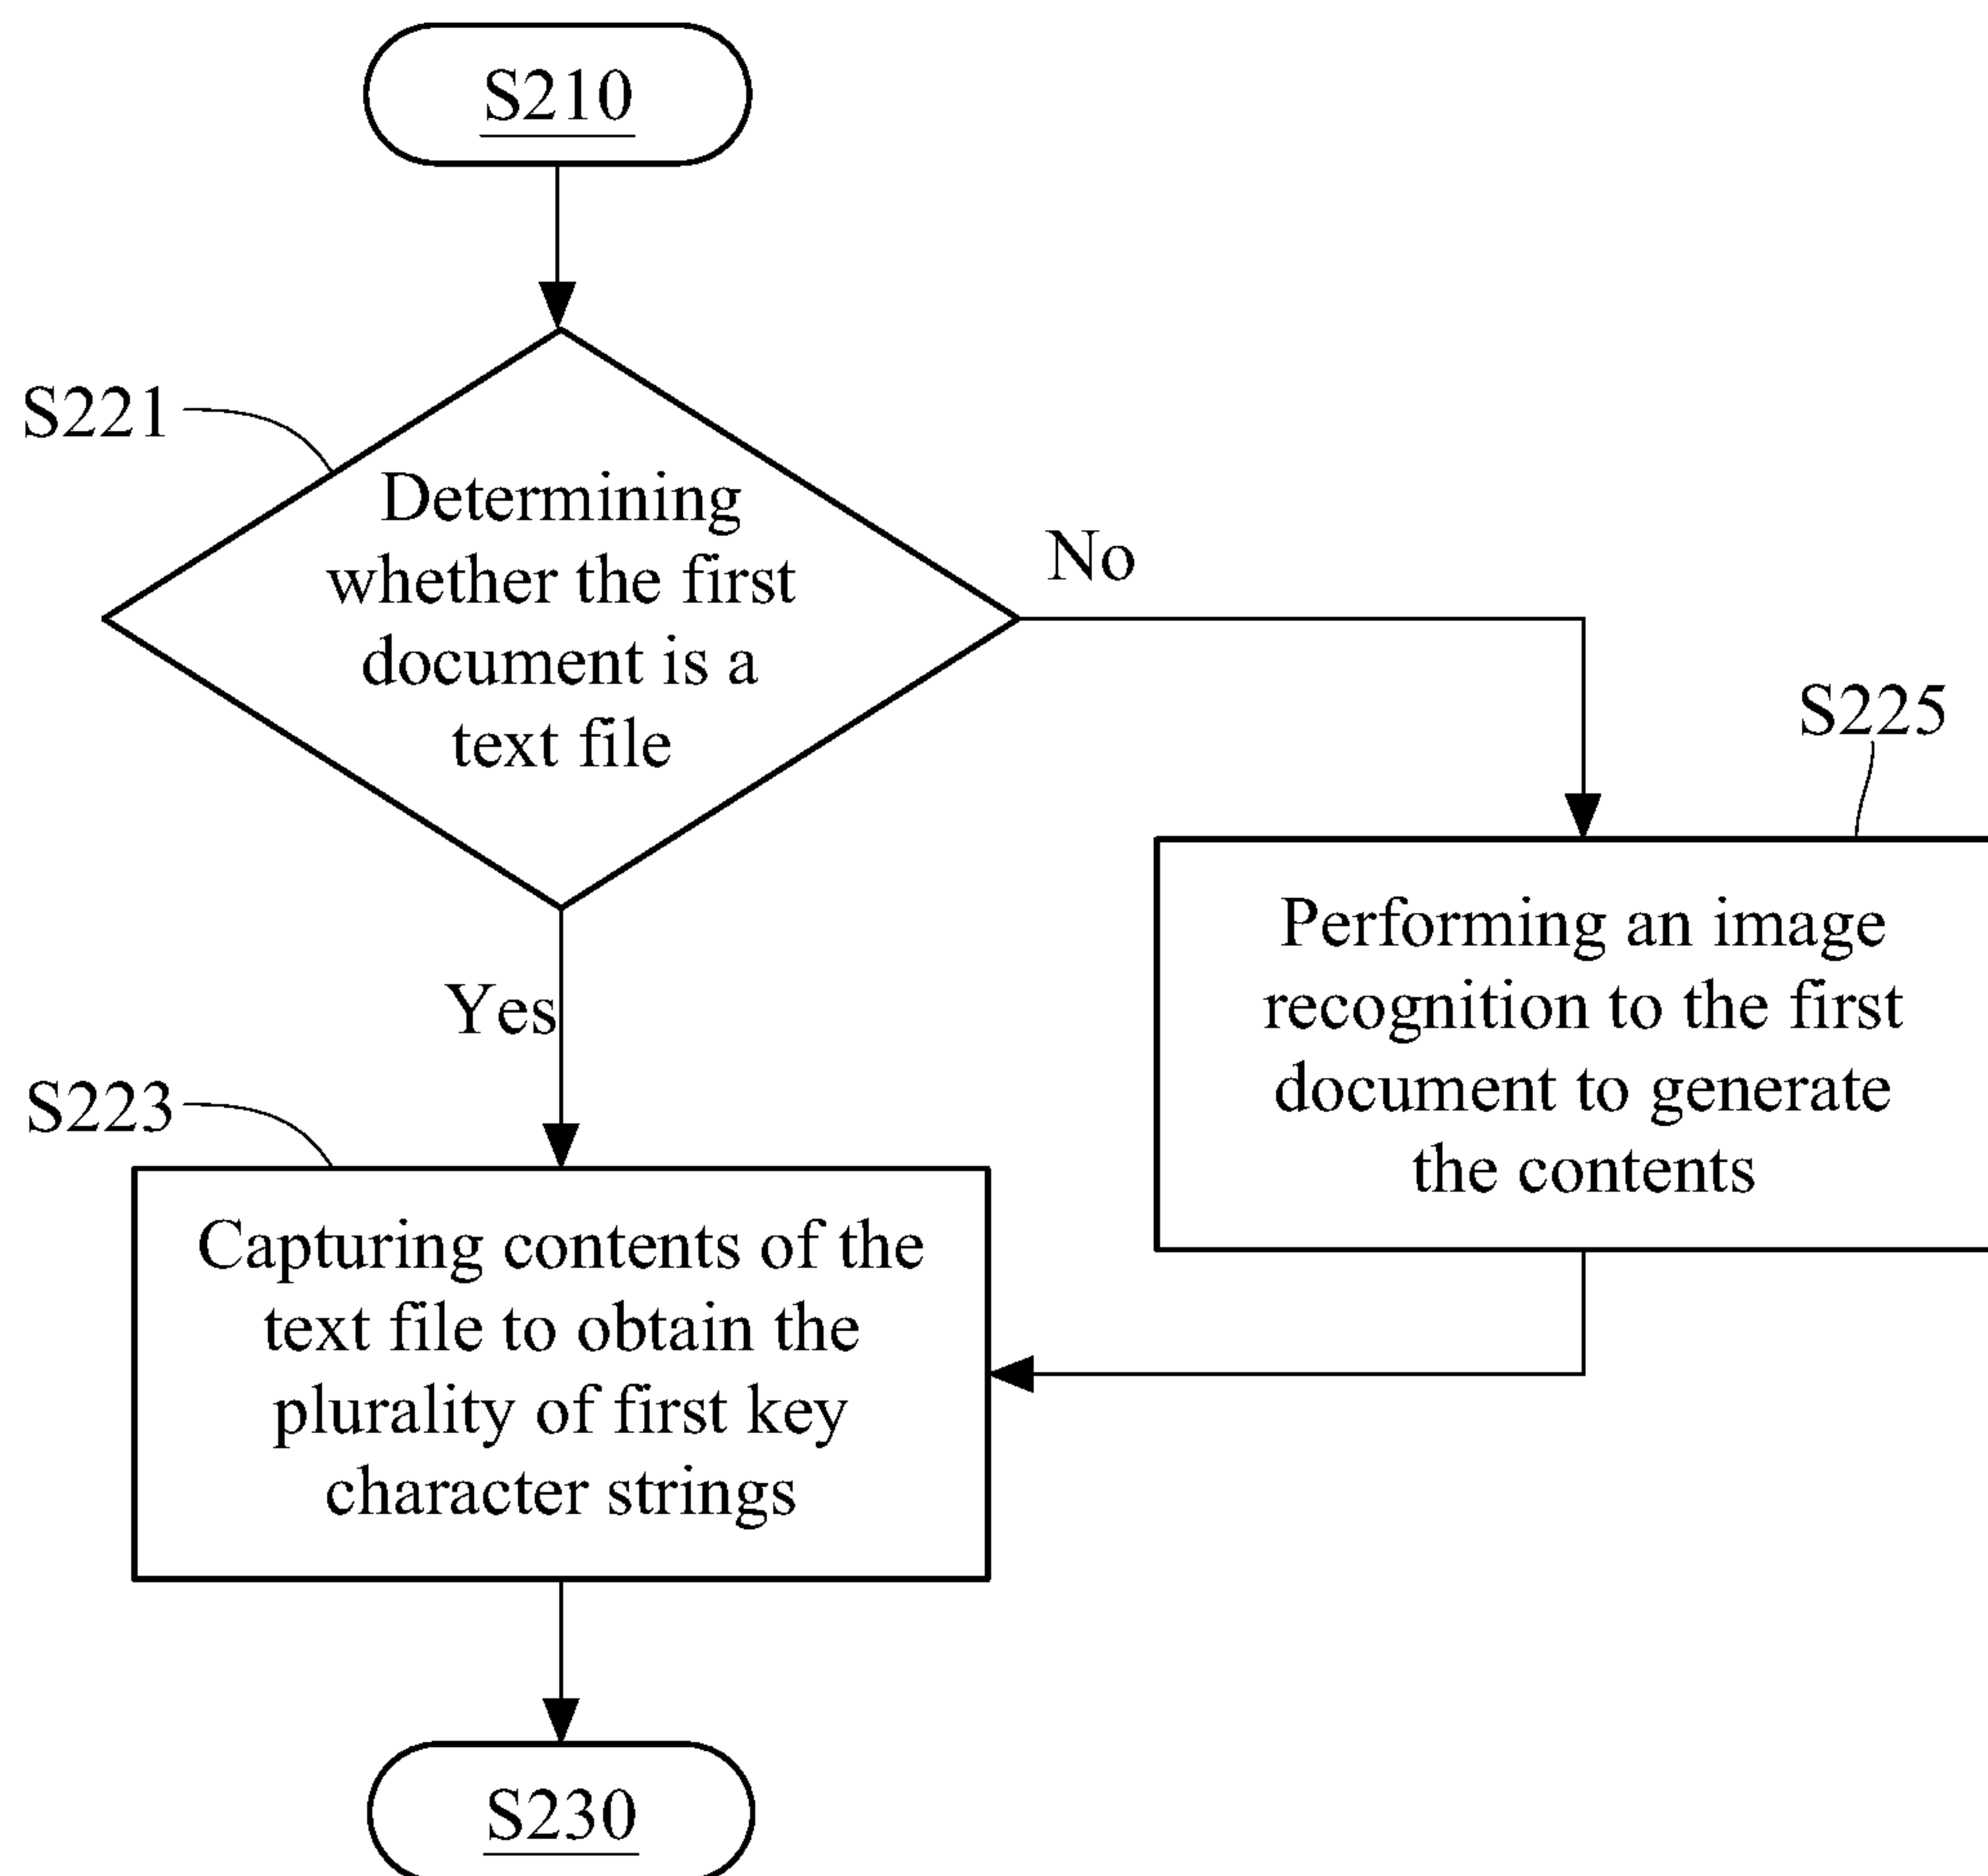 S210
S221
Determining
whether the first
document is a
text file
No
S225
Performing an image
recognition to the first
document to generate
the contents
Yes
S223
Capturing contents of the
text file to obtain the
plurality of first key
character strings
S230